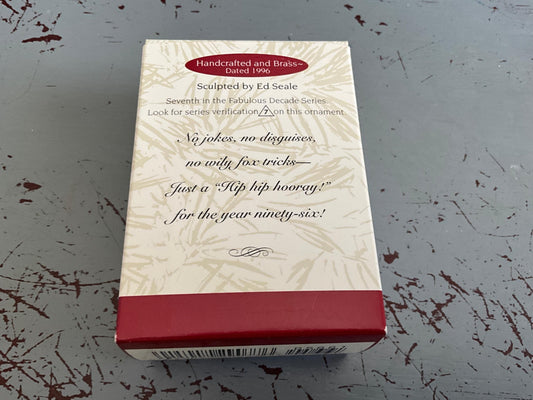 Handcrafted and Brass~
Dated 1996
Sculpted by Ed Seale
Seventh in the Fabulous Decade Series
Look for series verification 7 on this ornament
No jokes, no disguises,
no wily fox tricks—
Just a "Hip hip hooray!"
for the year ninety-six!